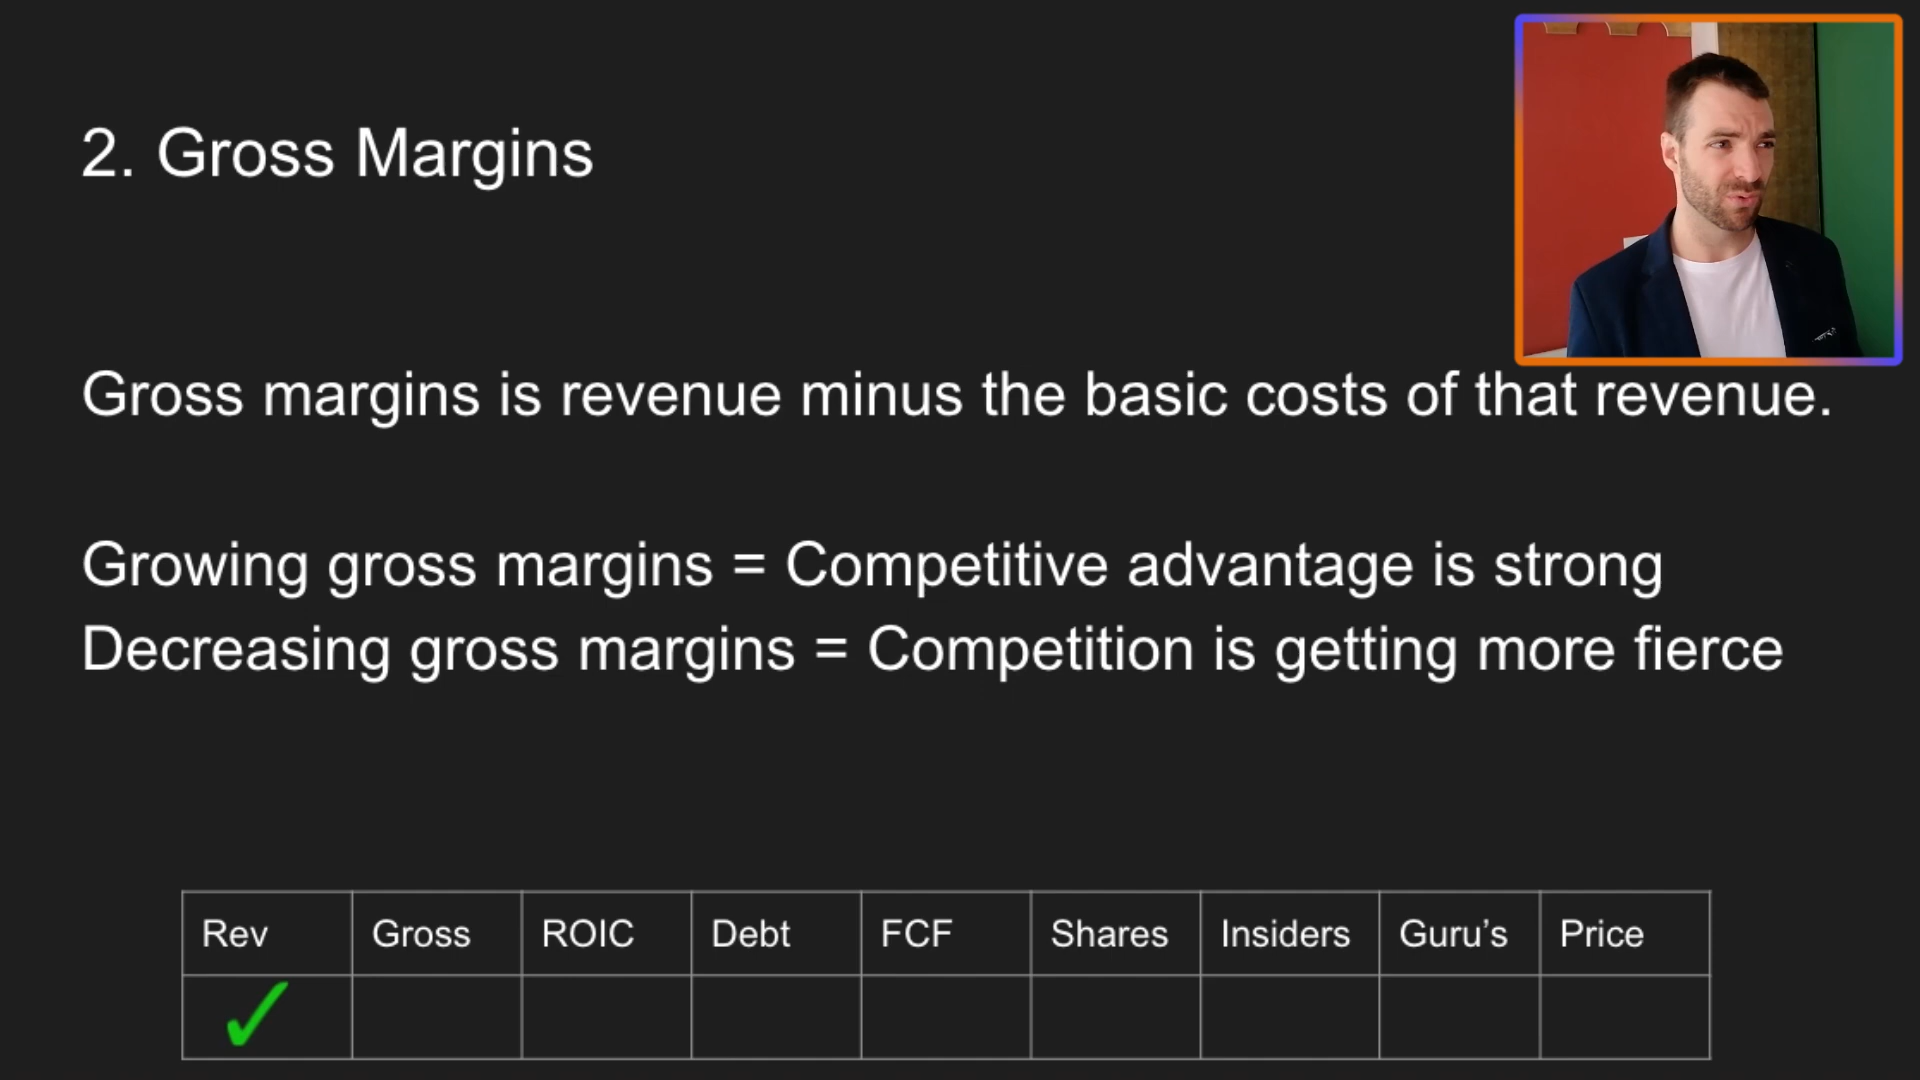 2. Gross Margins
Gross margins is revenue minus the basic costs of that revenue.
Growing gross margins = Competitive advantage is strong
Decreasing gross margins = Competition is getting more fierce
Rev Gross ROIC Debt FCF Shares Insiders Guru’s Price